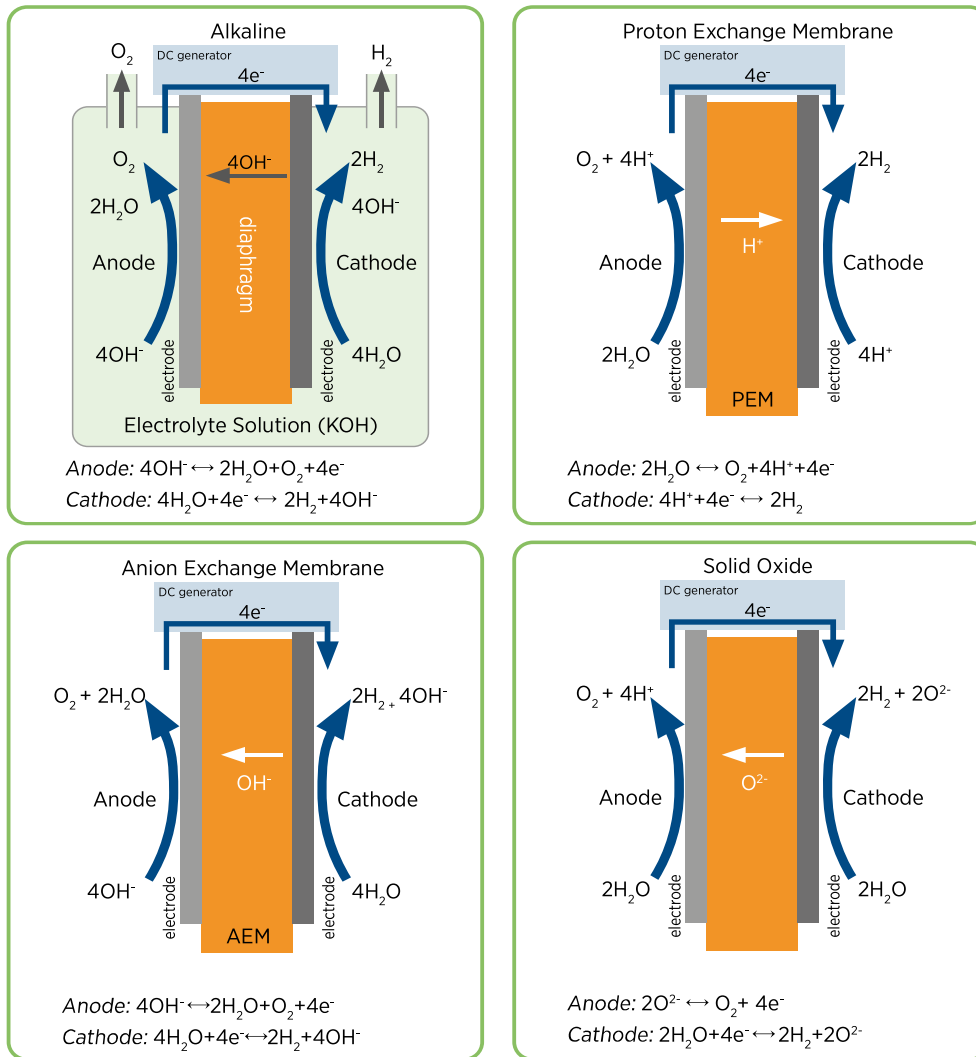 Alkaline
DC generator
4e⁻
O₂
H₂
O₂
4OH⁻
2H₂
2H₂O
4OH⁻
diaphragm
Anode
Cathode
4OH⁻
electrode
electrode
4H₂O
Electrolyte Solution (KOH)
Anode: 4OH⁻ ↔ 2H₂O+O₂+4e⁻
Cathode: 4H₂O+4e⁻ ↔ 2H₂+4OH⁻
Proton Exchange Membrane
DC generator
4e⁻
O₂ + 4H⁺
2H₂
H⁺
Anode
Cathode
2H₂O
electrode
electrode
4H⁺
PEM
Anode: 2H₂O ↔ O₂+4H⁺+4e⁻
Cathode: 4H⁺+4e⁻ ↔ 2H₂
Anion Exchange Membrane
DC generator
4e⁻
O₂ + 2H₂O
2H₂ ₊ 4OH⁻
OH⁻
Anode
Cathode
4OH⁻
electrode
electrode
4H₂O
AEM
Anode: 4OH⁻↔2H₂O+O₂+4e⁻
Cathode: 4H₂O+4e⁻↔2H₂+4OH⁻
Solid Oxide
DC generator
4e⁻
O₂ + 4H⁺
2H₂ + 2O²⁻
O²⁻
Anode
Cathode
2H₂O
electrode
electrode
2H₂O
Anode: 2O²⁻ ↔ O₂+ 4e⁻
Cathode: 2H₂O+4e⁻↔2H₂+2O²⁻